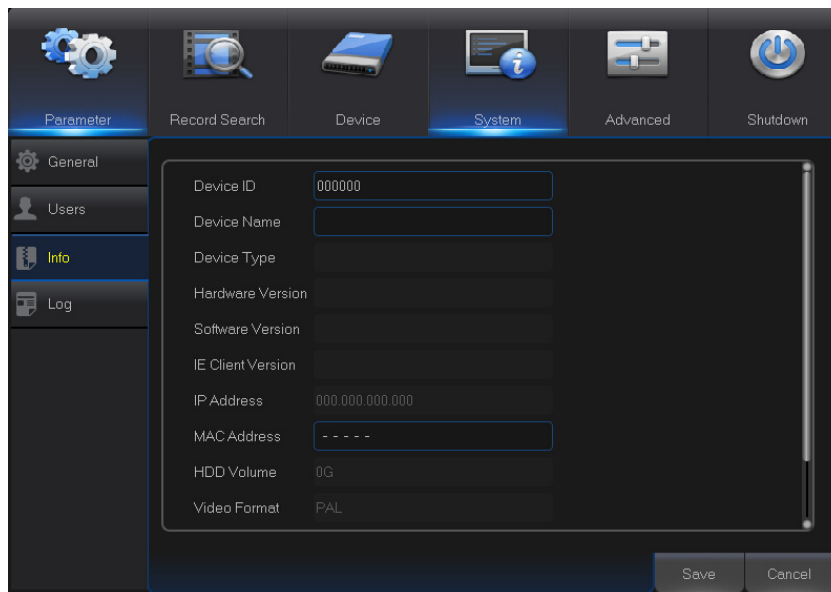 Parameter
Record Search
Device
System
Advanced
Shutdown
General
Users
Info
Log
Device ID 000000
Device Name
Device Type
Hardware Version
Software Version
IE Client Version
IP Address 000.000.000.000
MAC Address - - - - -
HDD Volume 0G
Video Format PAL
Save
Cancel